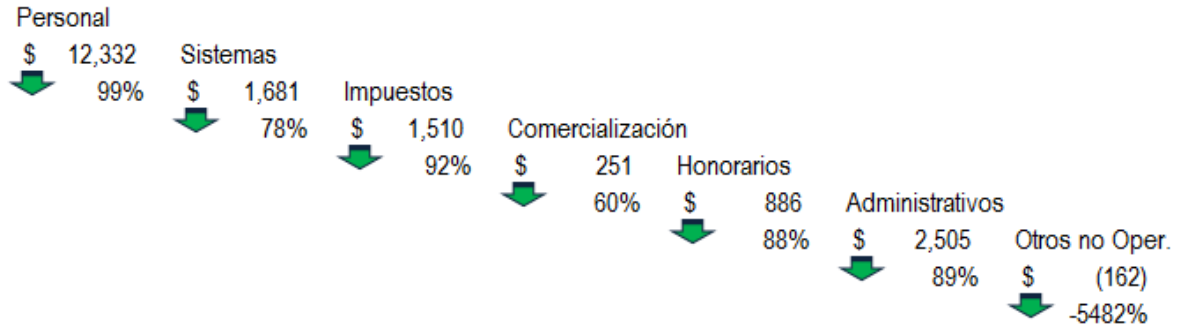 Personal
$ 12,332 Sistemas
99% $ 1,681 Impuestos
78% $ 1,510 Comercialización
92% $ 251 Honorarios
60% $ 886 Administrativos
88% $ 2,505 Otros no Oper.
89% $ (162)
-5482%